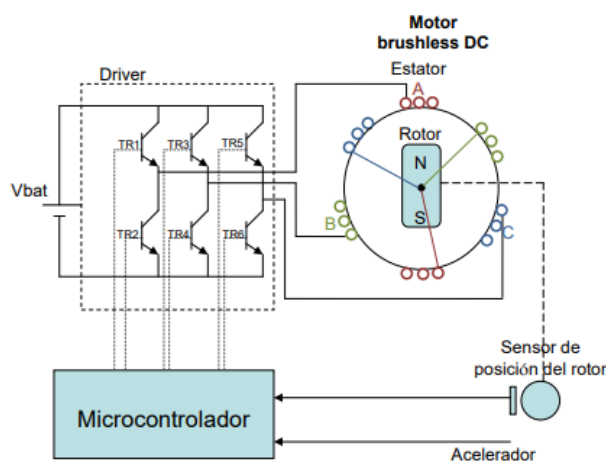 Motor
brushless DC
Estator
Driver
A
TR1
TR3
TR5
Rotor
N
Vbat
S
B
C
TR2
TR4
TR6
Sensor de
posición del rotor
Microcontrolador
Acelerador